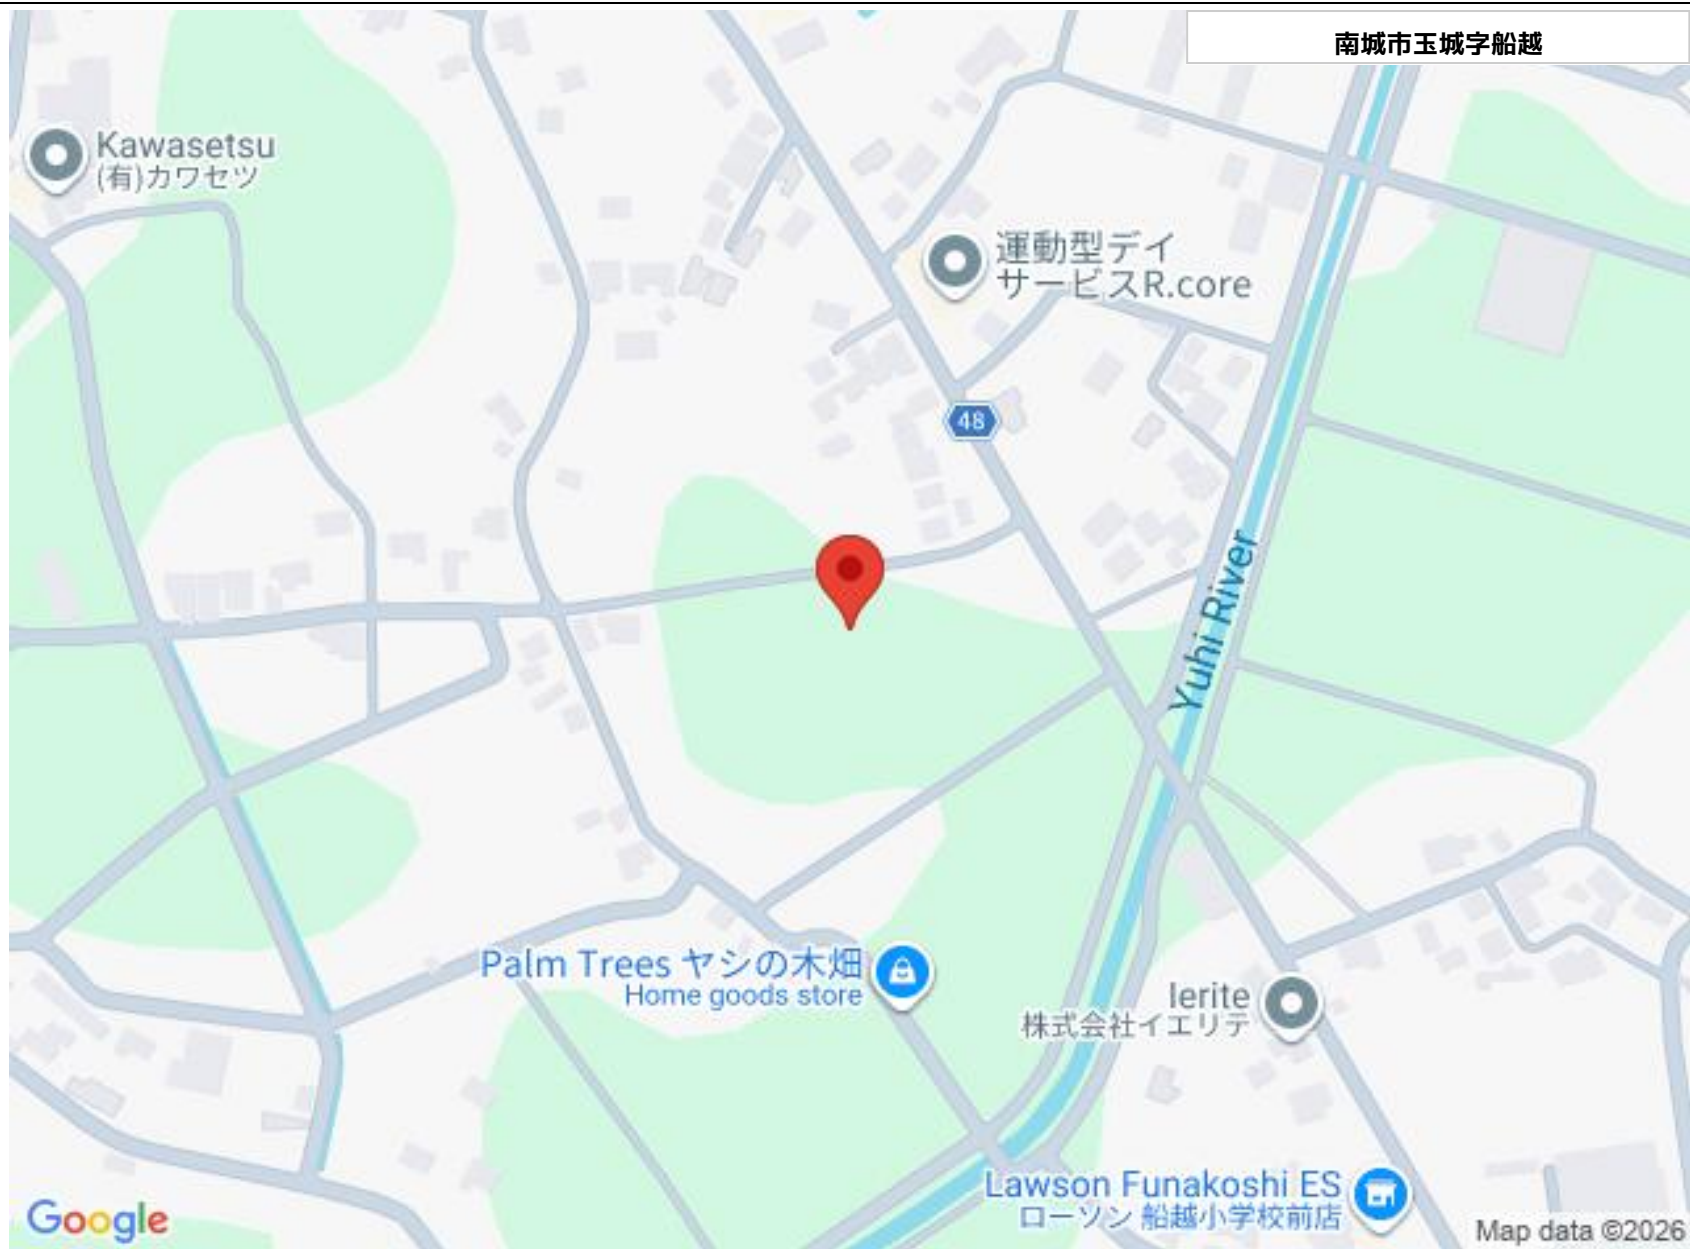 南城市玉城字船越
Kawasetsu
(有)カワセツ
運動型デイ
サービスR.core
48
Yuhi River
Palm Trees ヤシの木畑
Home goods store
Ierite
株式会社イエリテ
Lawson Funakoshi ES
ローソン 船越小学校前店
Google
Map data ©2026